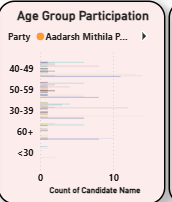 Age Group Participation
Party Aadarsh Mithila P...
40-49
50-59
30-39
60+
<30
0 10
Count of Candidate Name